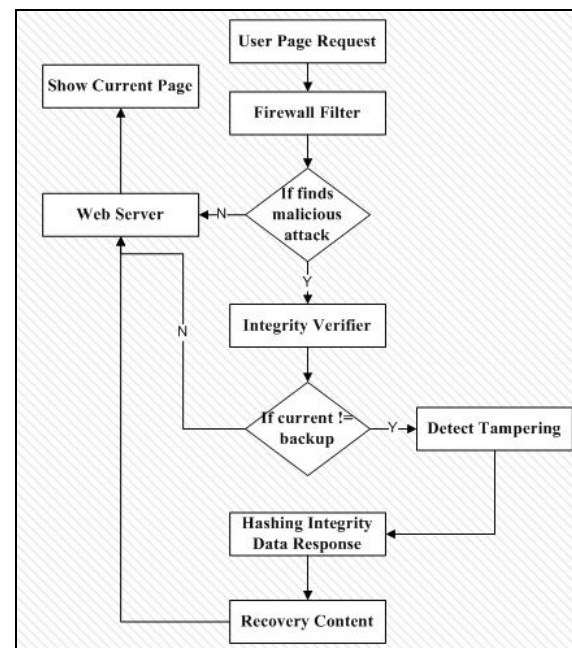 User Page Request
Show Current Page
Firewall Filter
If finds
malicious
attack
N
Web Server
Y
Integrity Verifier
N
If current !=
backup
Y
Detect Tampering
Hashing Integrity
Data Response
Recovery Content